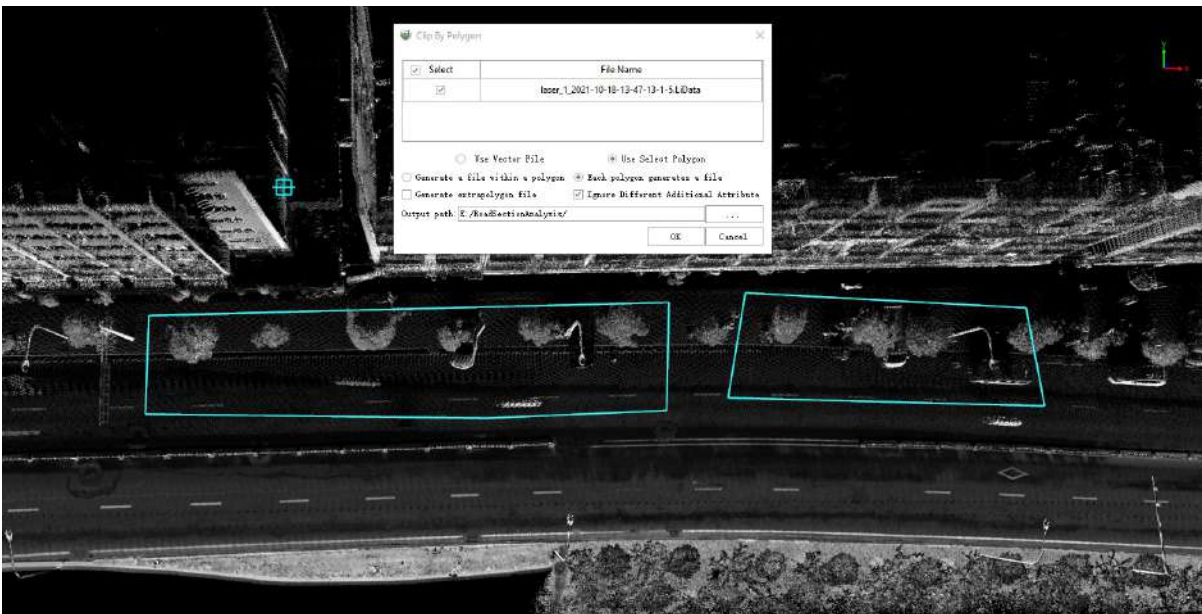 Clip By Polygon
Select File Name
laser_1_2021-10-18-13-47-13-1-5.LiData
Use Vector File Use Select Polygon
Generate a file within a polygon Each polygon generates a file
Generate extrapolygon file Ignore Different Additional Attribute
Output path E:/RoadSectionAnalysis/ ...
OK Cancel